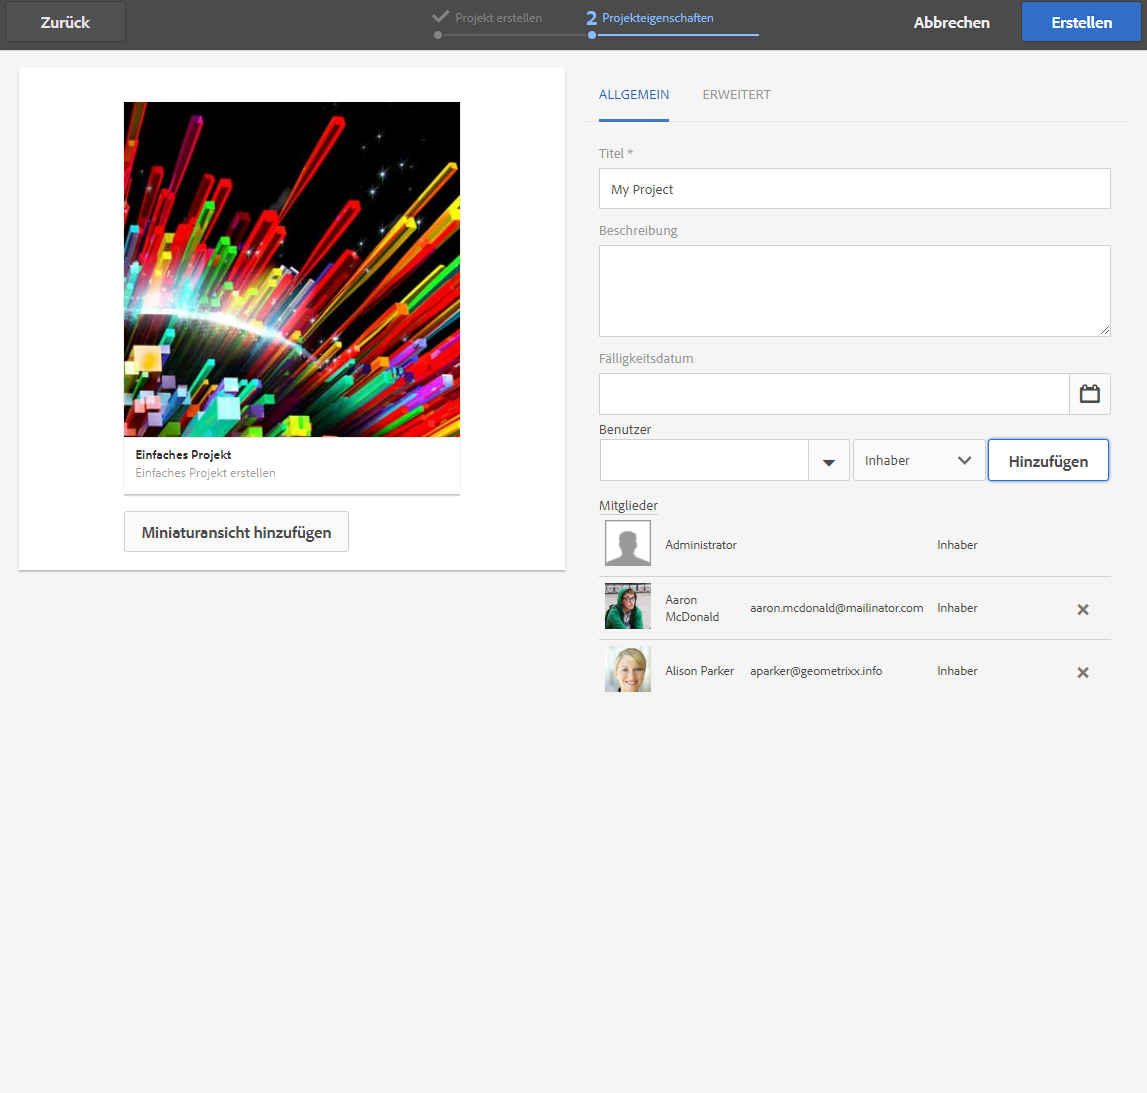 Zurück
Projekt erstellen
2 Projekteigenschaften
Abbrechen
Erstellen
Einfaches Projekt
Einfaches Projekt erstellen
Miniaturansicht hinzufügen
ALLGEMEIN
ERWEITERT
Titel *
My Project
Beschreibung
Fälligkeitsdatum
Benutzer
Inhaber
Hinzufügen
Mitglieder
Administrator
Inhaber
Aaron
McDonald
aaron.mcdonald@mailinator.com
Inhaber
Alison Parker
aparker@geometrixx.info
Inhaber